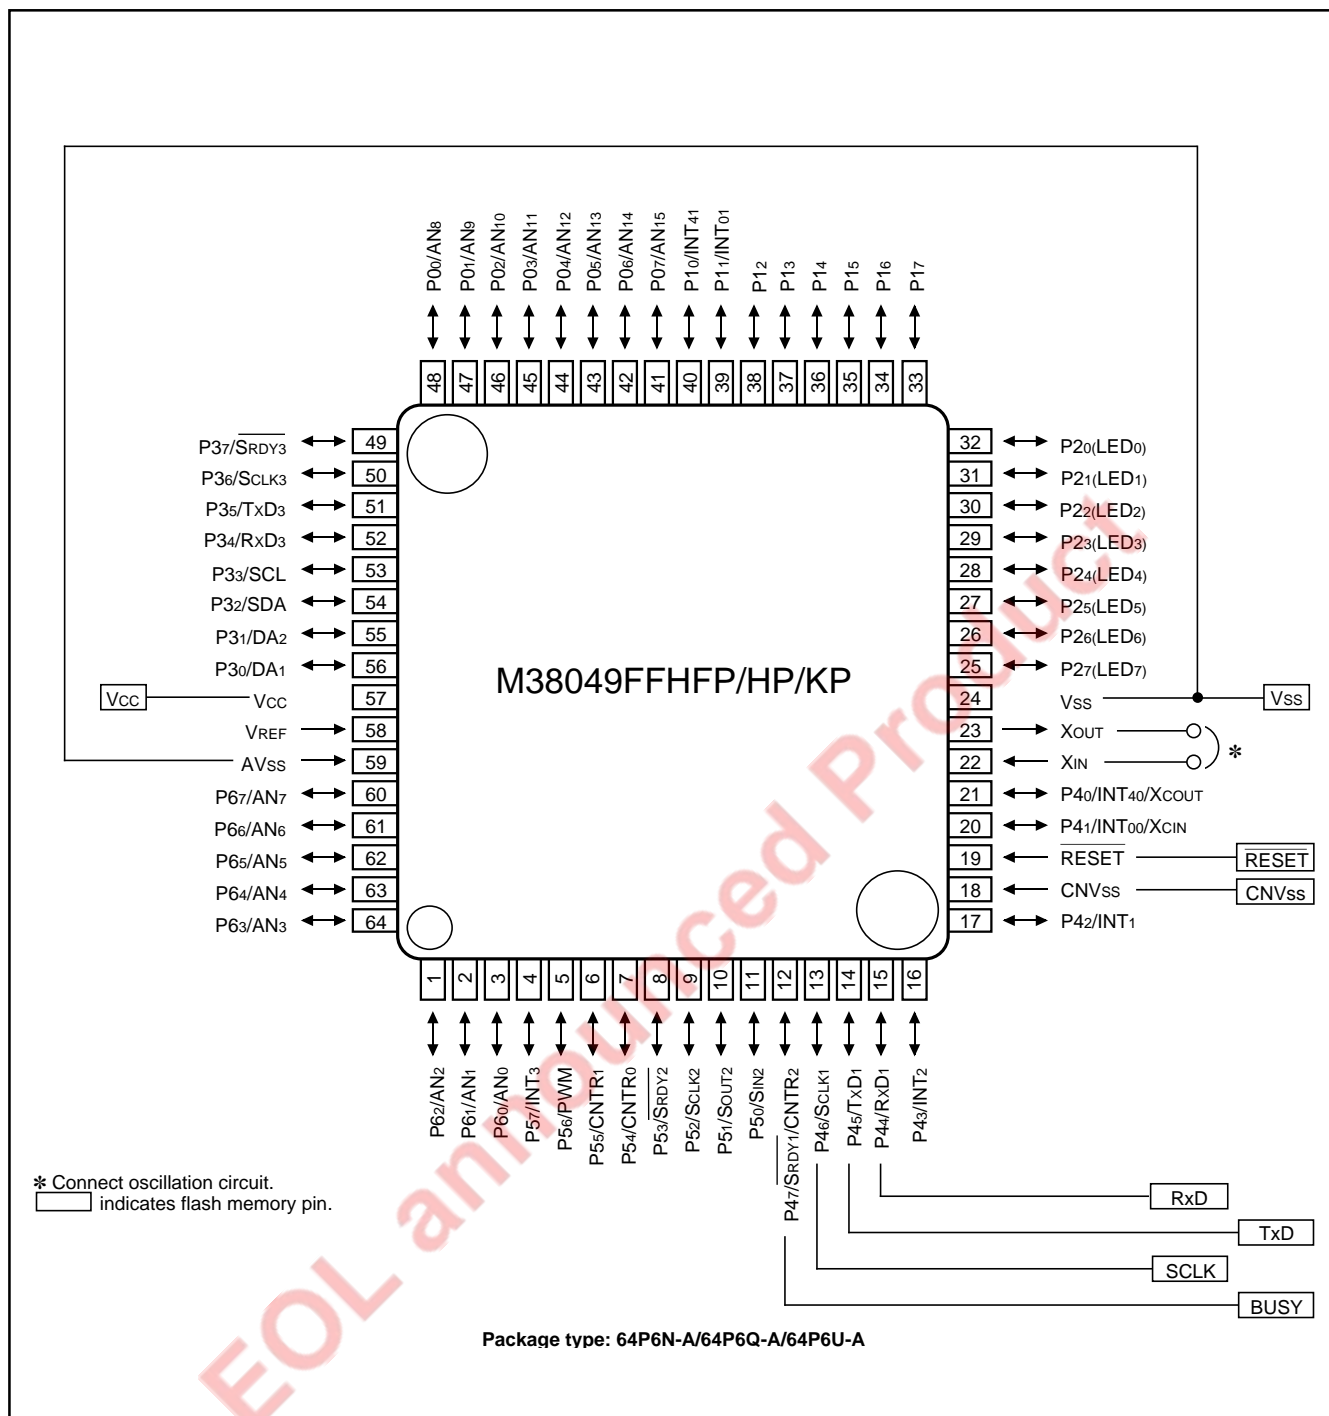 P00/AN8
P01/AN9
P02/AN10
P03/AN11
P04/AN12
P05/AN13
P06/AN14
P07/AN15
P10/INT41
P11/INT01
P12
P13
P14
P15
P16
P17
48 47 46 45 44 43 42 41 40 39 38 37 36 35 34 33
P37/SRDY3 49
P36/SCLK3 50
P35/TxD3 51
P34/RxD3 52
P33/SCL 53
P32/SDA 54
P31/DA2 55
P30/DA1 56
Vcc VCC 57
VREF 58
AVSS 59
P67/AN7 60
P66/AN6 61
P65/AN5 62
P64/AN4 63
P63/AN3 64
M38049FFHFP/HP/KP
32 P20(LED0)
31 P21(LED1)
30 P22(LED2)
29 P23(LED3)
28 P24(LED4)
27 P25(LED5)
26 P26(LED6)
25 P27(LED7)
24 VSS Vss
23 XOUT
22 XIN *
21 P40/INT40/XCOUT
20 P41/INT00/XCIN
19 RESET RESET
18 CNVSS CNVss
17 P42/INT1
1 2 3 4 5 6 7 8 9 10 11 12 13 14 15 16
P62/AN2
P61/AN1
P60/AN0
P57/INT3
P56/PWM
P55/CNTR1
P54/CNTR0
P53/SRDY2
P52/SCLK2
P51/SOUT2
P50/SIN2
P47/SRDY1/CNTR2
P46/SCLK1
P45/TxD1
P44/RxD1
P43/INT2
RxD
TxD
SCLK
BUSY
* Connect oscillation circuit.
indicates flash memory pin.
Package type: 64P6N-A/64P6Q-A/64P6U-A
EOL announced Product